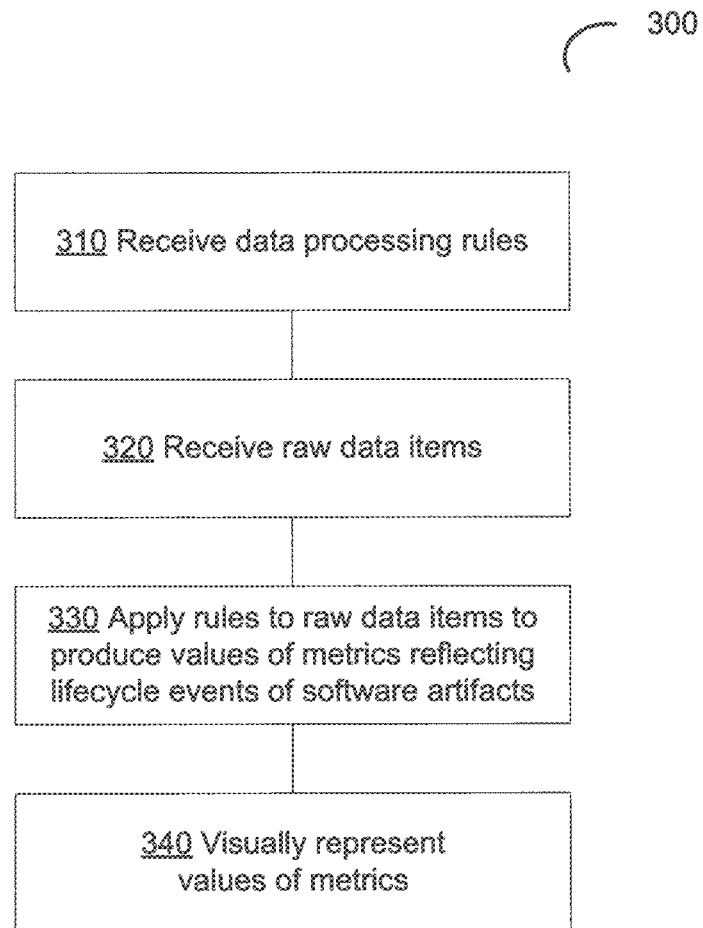 300
310 Receive data processing rules
320 Receive raw data items
330 Apply rules to raw data items to
produce values of metrics reflecting
lifecycle events of software artifacts
340 Visually represent
values of metrics